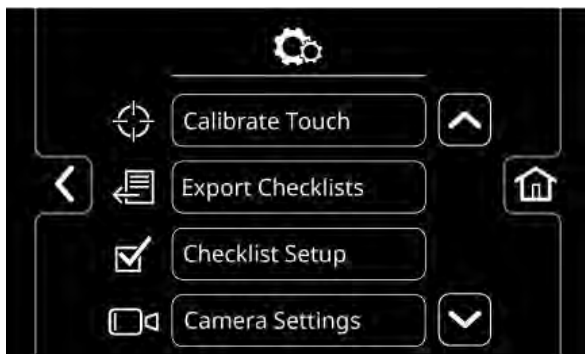 Calibrate Touch
Export Checklists
Checklist Setup
Camera Settings